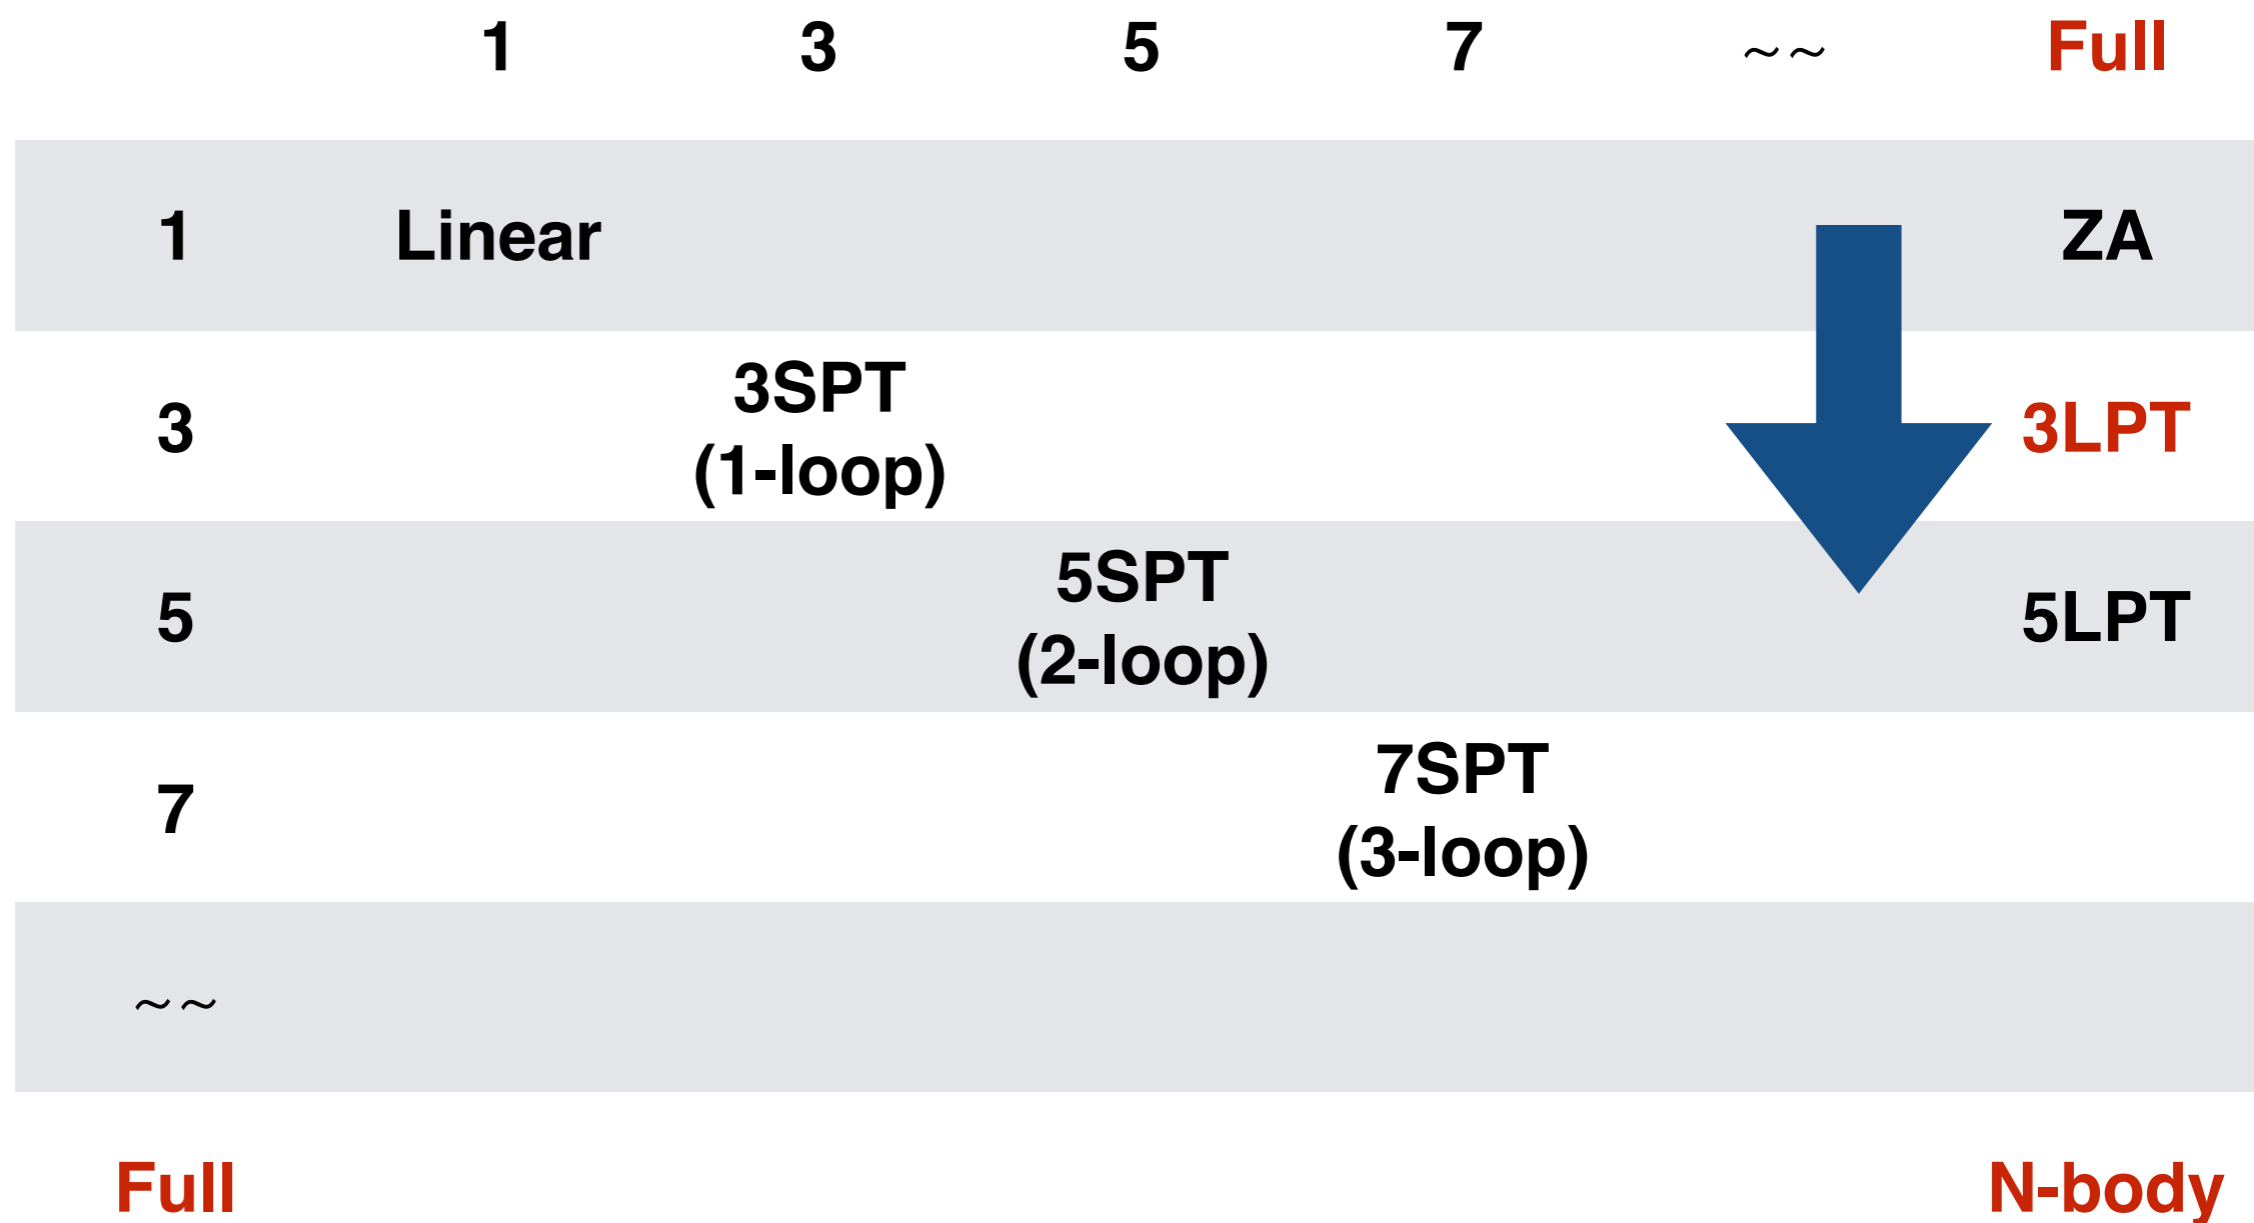 1 3 5 7 ~~ Full
1 Linear ZA
3 3SPT (1-loop) 3LPT
5 5SPT (2-loop) 5LPT
7 7SPT (3-loop)
~~
Full N-body